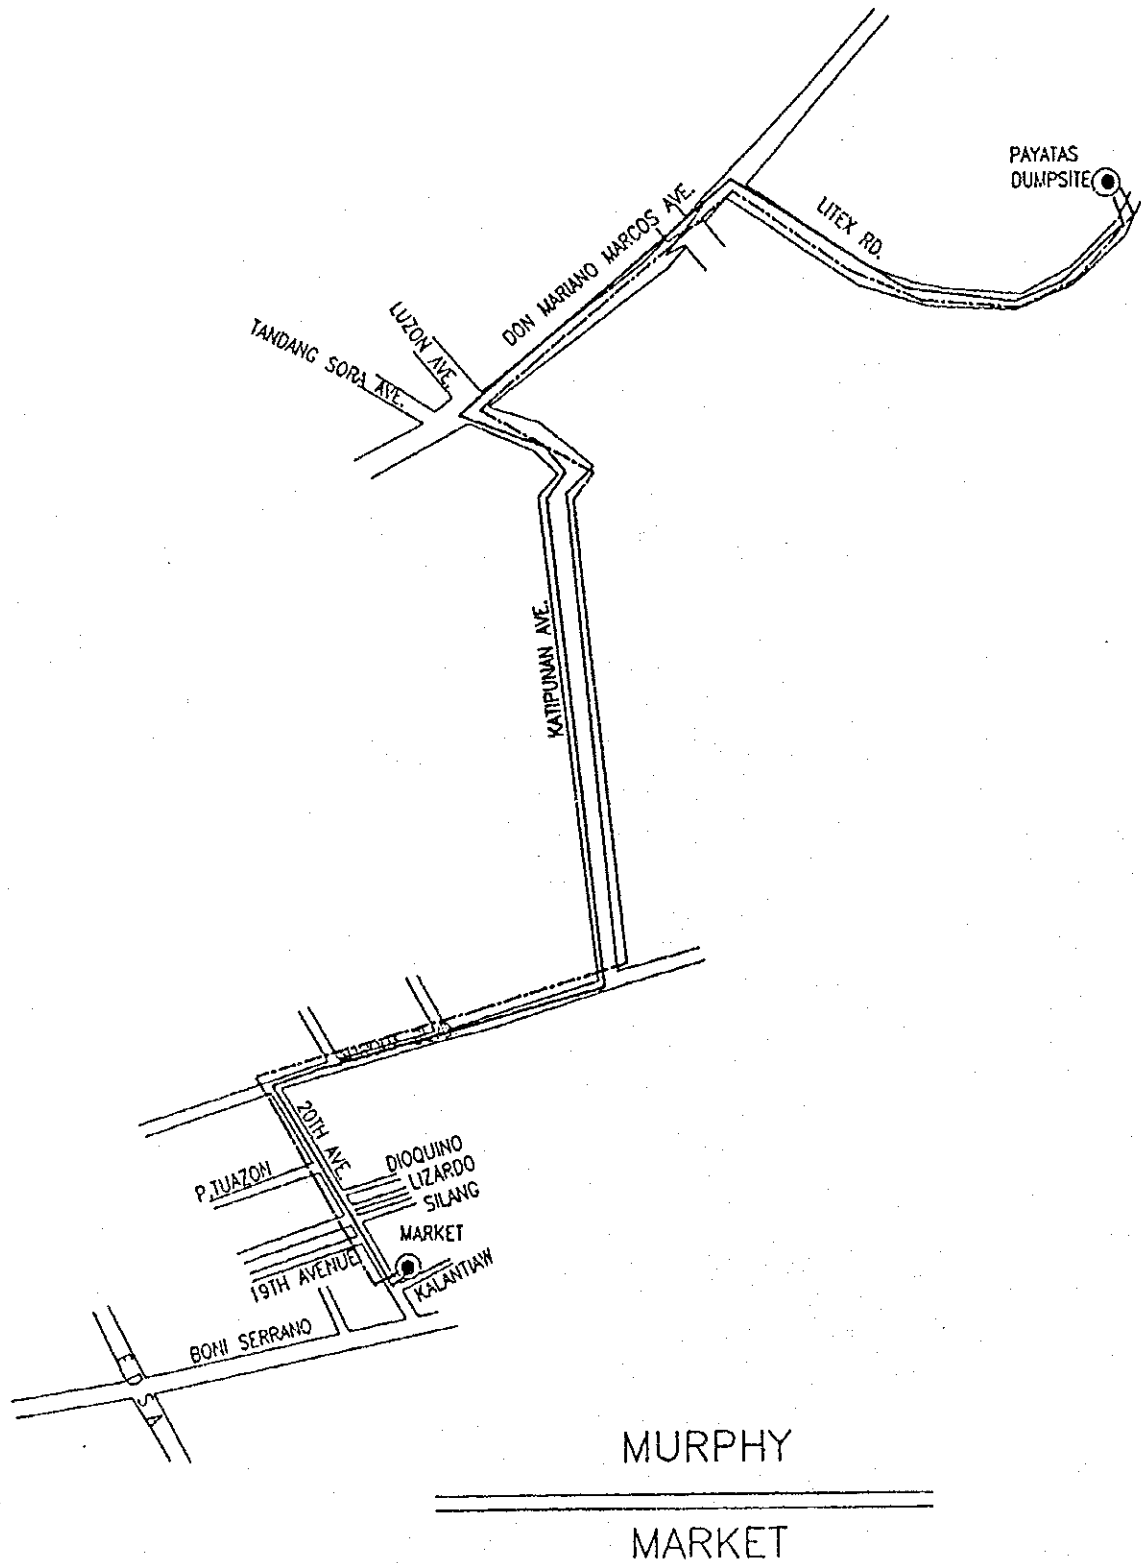 PAYATAS
DUMPSITE
LITEX RD.
DON MARIANO MARCOS AVE.
LUZON AVE.
TANDANG SORA AVE.
KATIPUNAN AVE.
20TH AVE.
DIOQUINO
LIZARDO
SILANG
P.TUAZON
MARKET
19TH AVENUE
KALANTIAW
BONI SERRANO
EDSA
MURPHY
MARKET